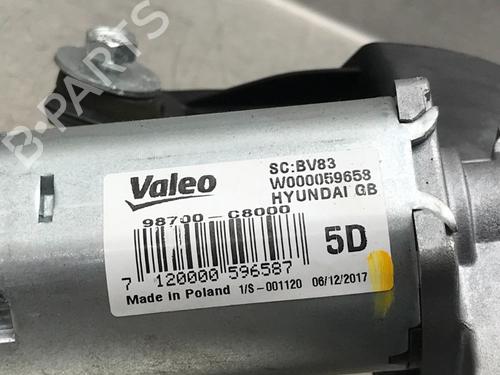 B-PARTS
Valeo
SC:BV83
W000059658
HYUNDAI GB
98700-C8000
5D
7 120000 596587
Made in Poland 1/S-001120 06/12/2017